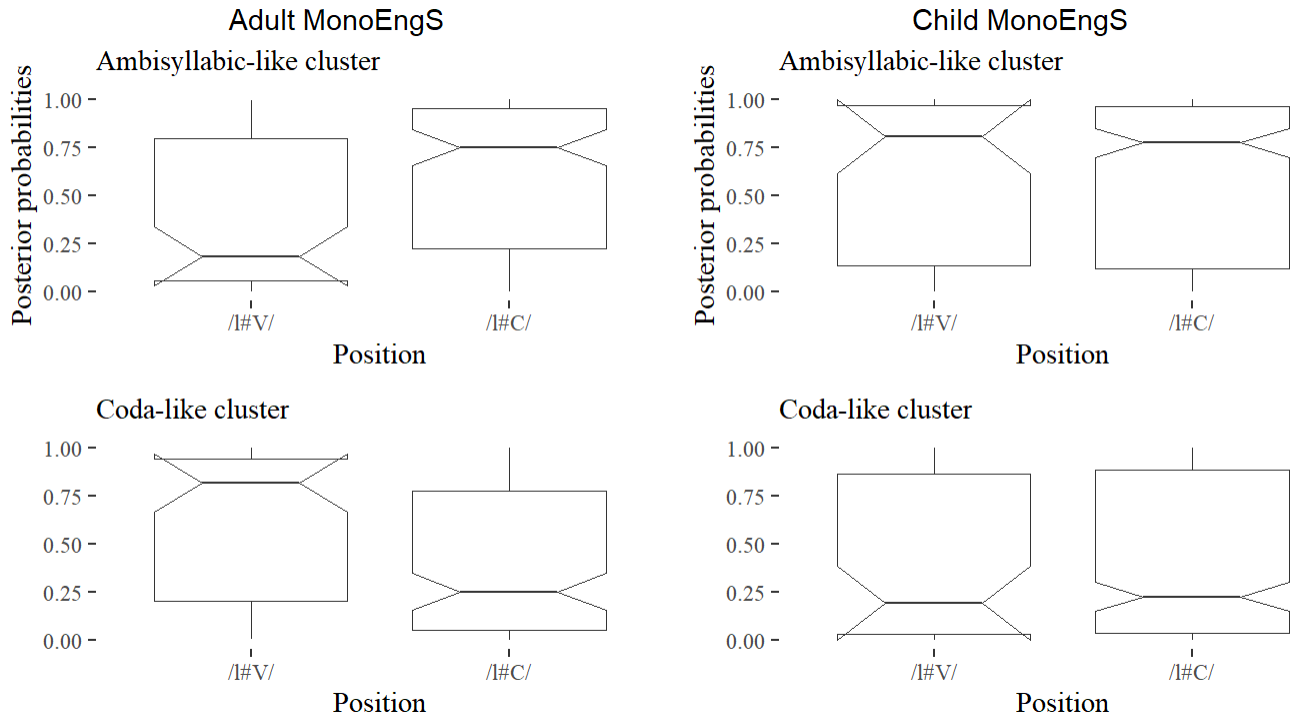 Adult MonoEngS
Ambisyllabic-like cluster
Posterior probabilities
1.00
0.75
0.50
0.25
0.00
/l#V/ /l#C/
Position
Child MonoEngS
Ambisyllabic-like cluster
Posterior probabilities
1.00
0.75
0.50
0.25
0.00
/l#V/ /l#C/
Position
Coda-like cluster
1.00
0.75
0.50
0.25
0.00
/l#V/ /l#C/
Position
Coda-like cluster
1.00
0.75
0.50
0.25
0.00
/l#V/ /l#C/
Position